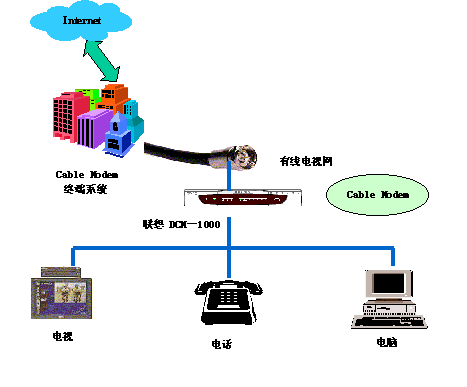 Internet
Cable Modem
终端系统
有线电视网
Cable Modem
联想 DCM—1000
电视
电话
电脑